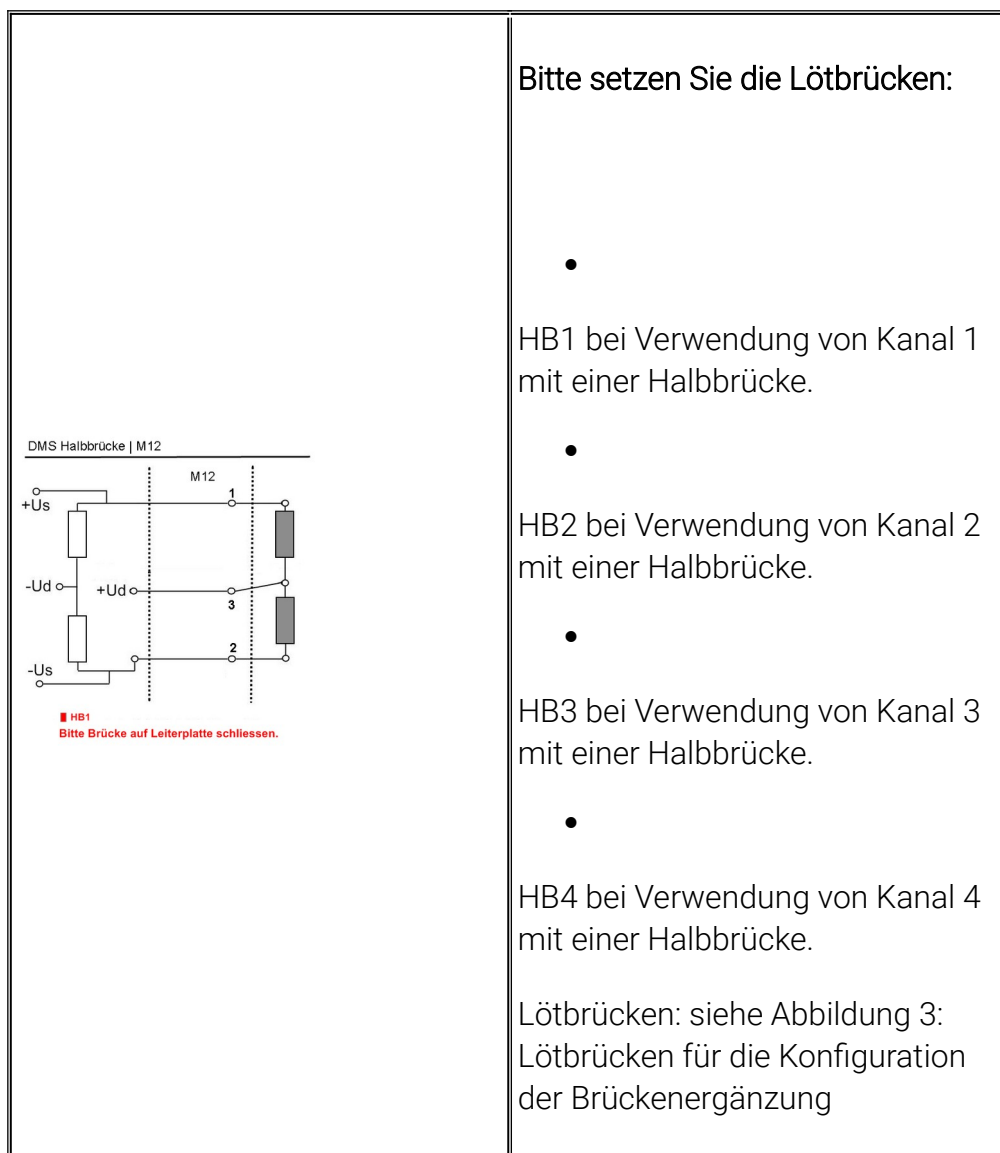 DMS Halbbrücke | M12
M12
1
+Us
-Ud
+Ud
3
2
-Us
HB1
Bitte Brücke auf Leiterplatte schliessen.
Bitte setzen Sie die Lötbrücken:
•
HB1 bei Verwendung von Kanal 1
mit einer Halbbrücke.
•
HB2 bei Verwendung von Kanal 2
mit einer Halbbrücke.
•
HB3 bei Verwendung von Kanal 3
mit einer Halbbrücke.
•
HB4 bei Verwendung von Kanal 4
mit einer Halbbrücke.
Lötbrücken: siehe Abbildung 3:
Lötbrücken für die Konfiguration
der Brückenergänzung